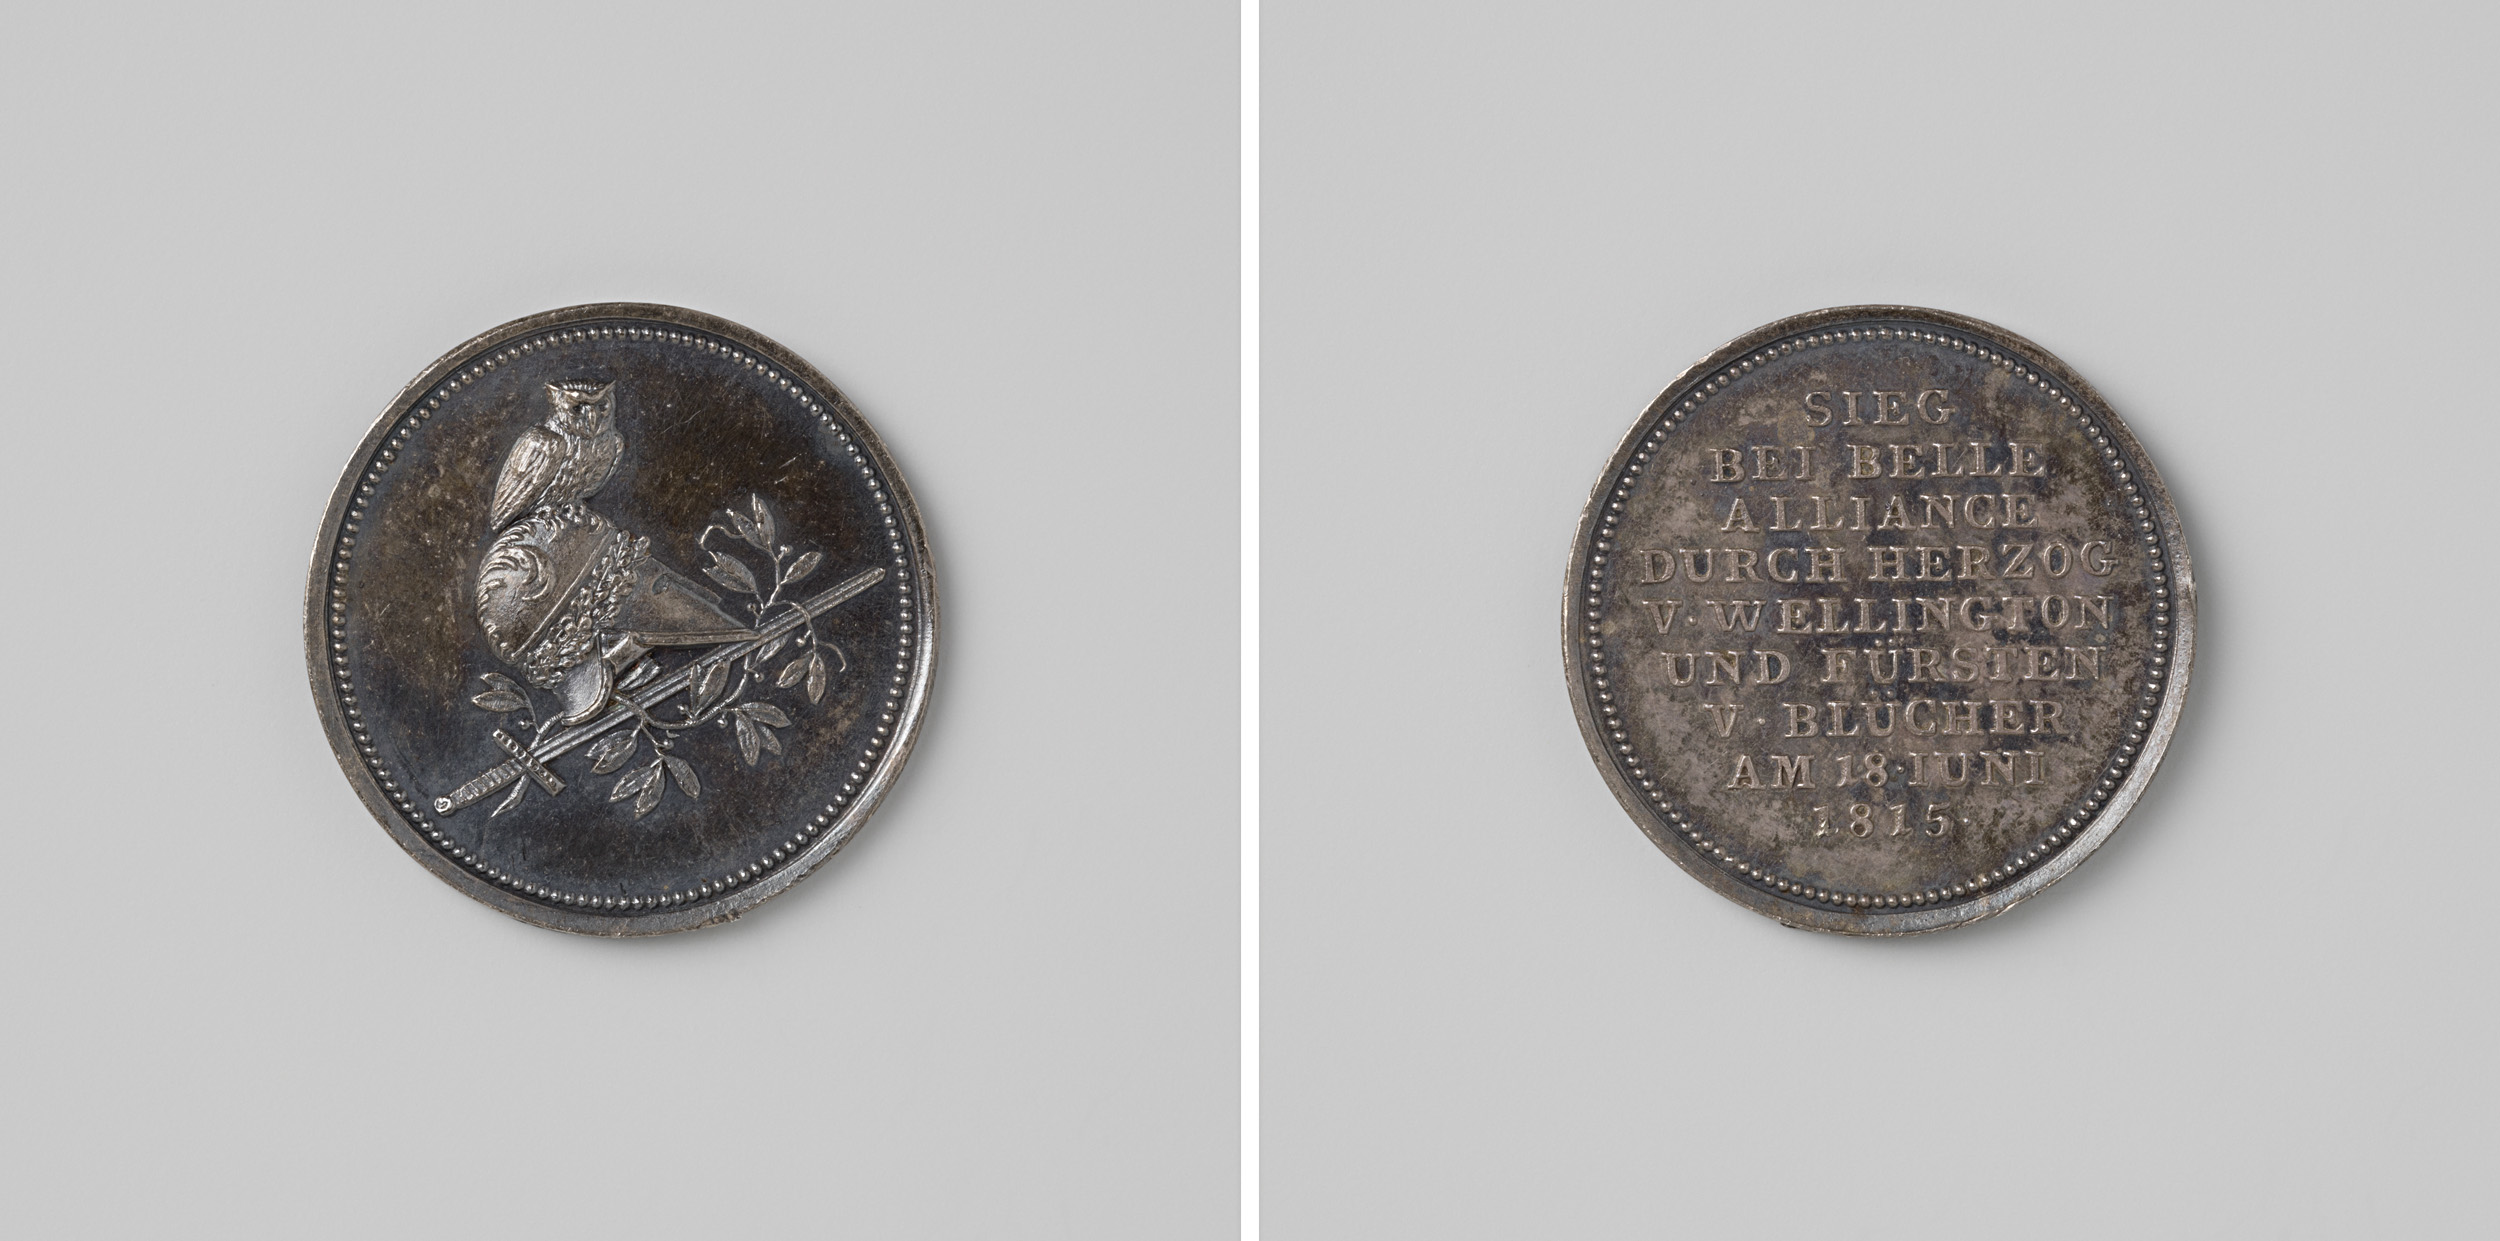 SIEG
BEI BELLE
ALLIANCE
DURCH HERZOG
V· WELLINGTON
UND FÜRSTEN
V· BLÜCHER
AM 18·IUNI
1815·